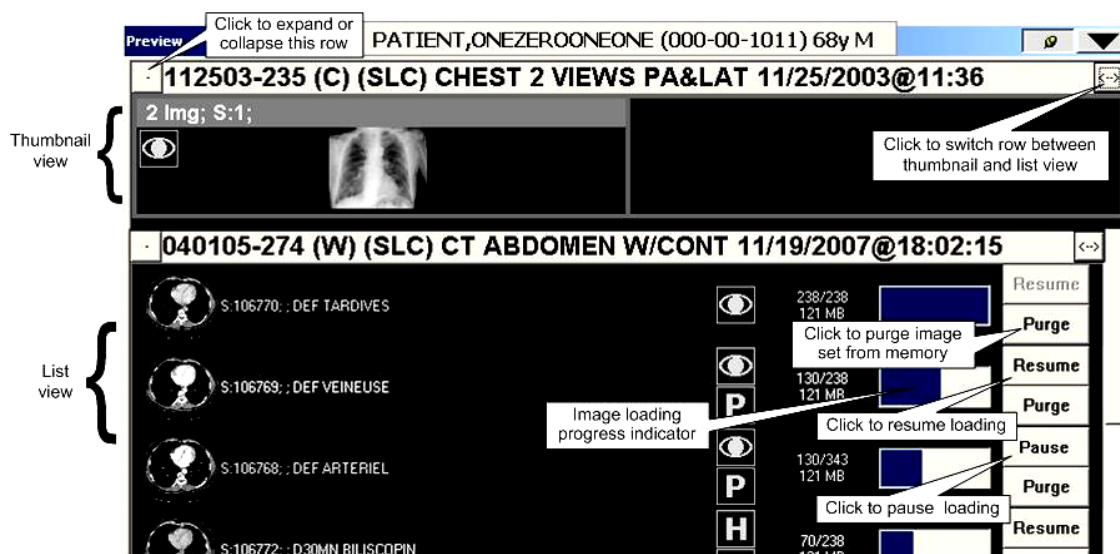 Click to expand or
collapse this row
Preview
PATIENT,ONEZEROONEONE (000-00-1011) 68y M
112503-235 (C) (SLC) CHEST 2 VIEWS PA&LAT 11/25/2003@11:36
<-->
Thumbnail
view
2 Img; S:1;
Click to switch row between
thumbnail and list view
040105-274 (W) (SLC) CT ABDOMEN W/CONT 11/19/2007@18:02:15
<-->
List
view
S:106770; ; DEF TARDIVES
238/238
121 MB
Resume
Purge
Click to purge image
set from memory
S:106769; ; DEF VEINEUSE
P
130/238
121 MB
Resume
Purge
Image loading
progress indicator
Click to resume loading
S:106768; ; DEF ARTERIEL
P
130/343
121 MB
Pause
Purge
Click to pause loading
S:106772; ; D30MN BILISCOPIN
H
70/238
121 MB
Resume